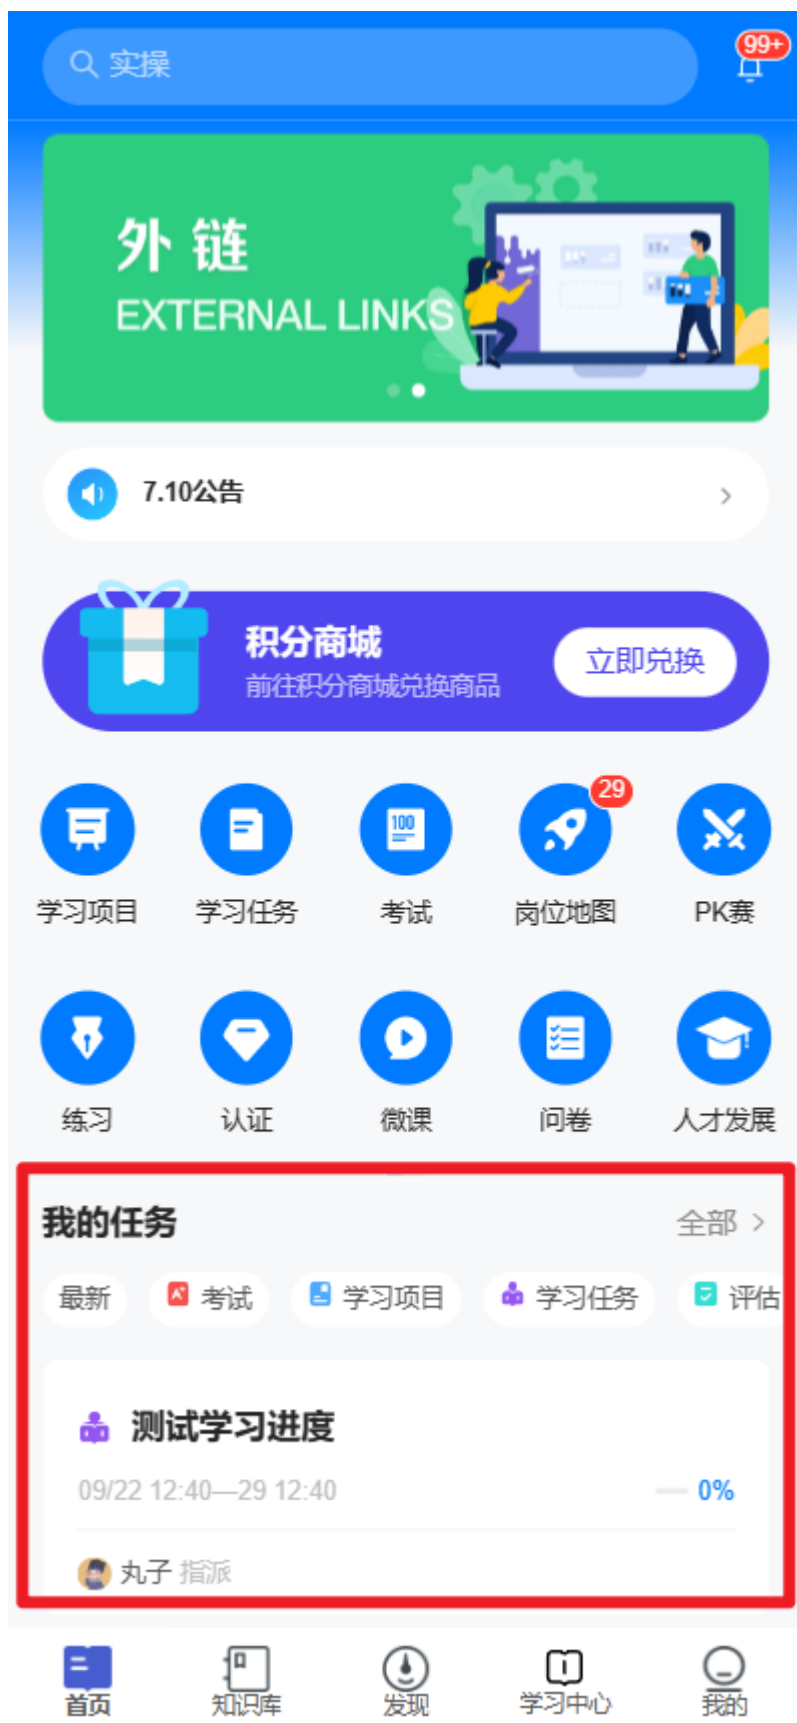 实操
99+
外链
EXTERNAL LINKS
7.10公告
积分商城
前往积分商城兑换商品
立即兑换
29
100
学习项目 学习任务 考试 岗位地图 PK赛
练习 认证 微课 问卷 人才发展
我的任务
全部
最新 考试 学习项目 学习任务 评估
测试学习进度
09/22 12:40—29 12:40
0%
丸子 指派
首页 知识库 发现 学习中心 我的